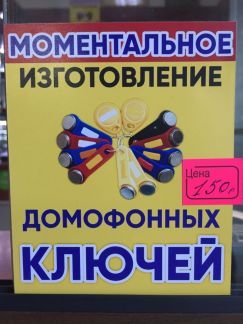 МОМЕНТАЛЬНОЕ
ИЗГОТОВЛЕНИЕ
Цена
150р
ДОМОФОННЫХ
КЛЮЧЕЙ